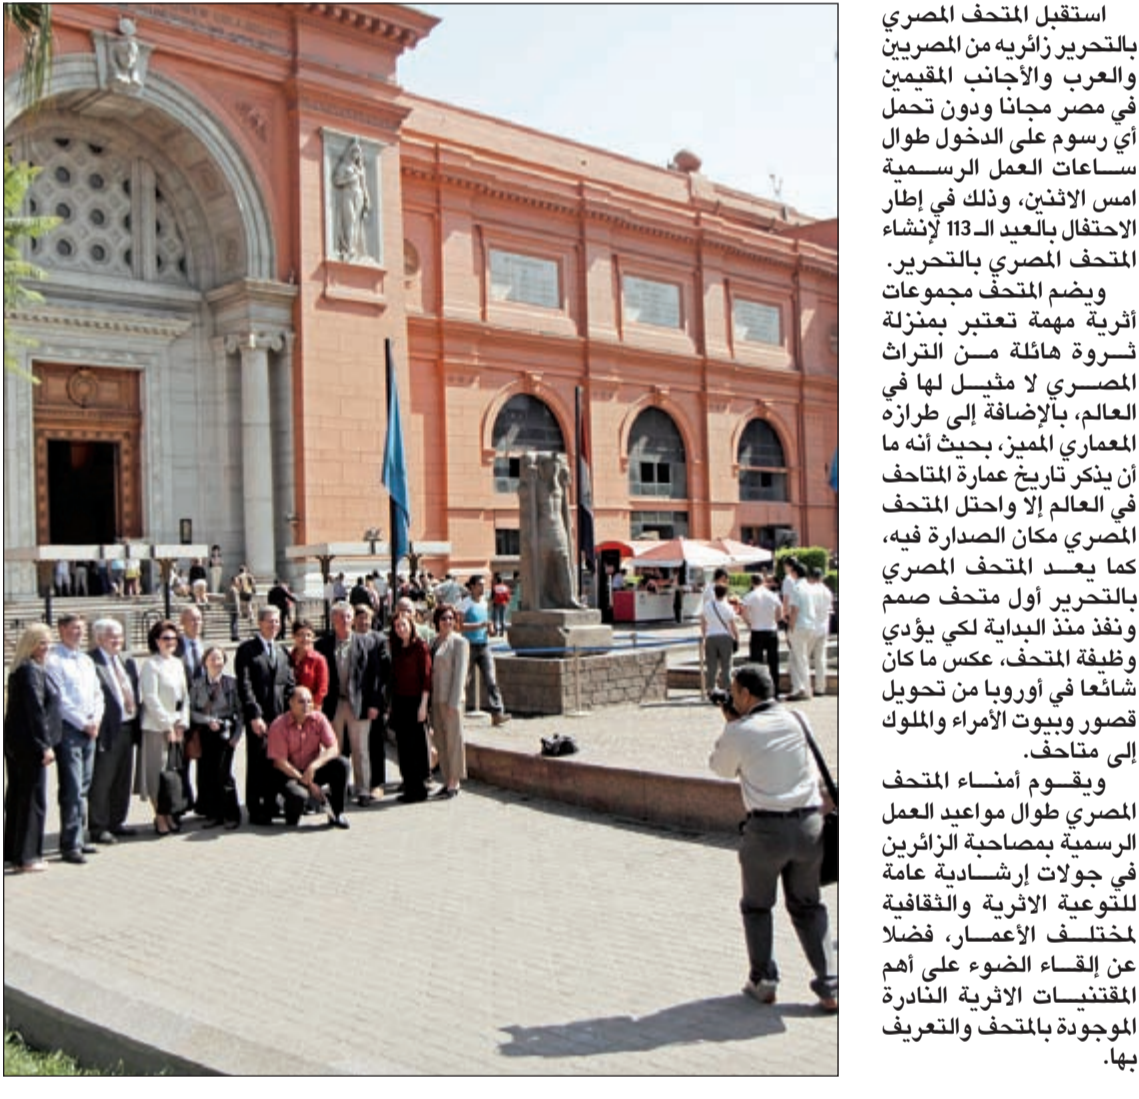 استقبل المتحف المصري
بالتحرير زائريه من المصريين
والعرب والأجانب المقيمين
في مصر مجانا ودون تحمل
أي رسوم على الدخول طوال
ساعات العمل الرسمية
امس الاثنين، وذلك في إطار
الاحتفال بالعيد الـ 113 لإنشاء
المتحف المصري بالتحرير.
ويضم المتحف مجموعات
أثرية مهمة تعتبر بمنزلة
ثروة هائلة من التراث
المصري لا مثيل لها في
العالم، بالإضافة إلى طرازه
المعماري المميز، بحيث أنه ما
أن يذكر تاريخ عمارة المتاحف
في العالم إلا واحتل المتحف
المصري مكان الصدارة فيه،
كما يعد المتحف المصري
بالتحرير أول متحف صمم
ونفذ منذ البداية لكي يؤدي
وظيفة المتحف، عكس ما كان
شائعا في أوروبا من تحويل
قصور وبيوت الأمراء والملوك
إلى متاحف.
ويقوم أمناء المتحف
المصري طوال مواعيد العمل
الرسمية بمصاحبة الزائرين
في جولات إرشادية عامة
للتوعية الاثرية والثقافية
لمختلف الأعمار، فضلا
عن إلقاء الضوء على أهم
المقتنيات الاثرية النادرة
الموجودة بالمتحف والتعريف
بها.